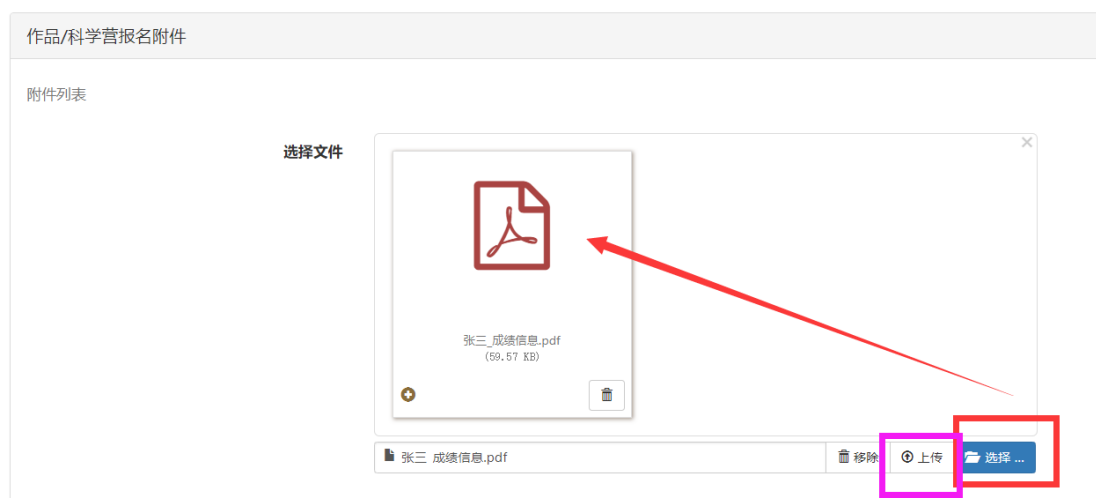 作品/科学营报名附件
附件列表
选择文件
张三_成绩信息.pdf
(59.57 KB)
张三 成绩信息.pdf
移除
上传
选择 ...